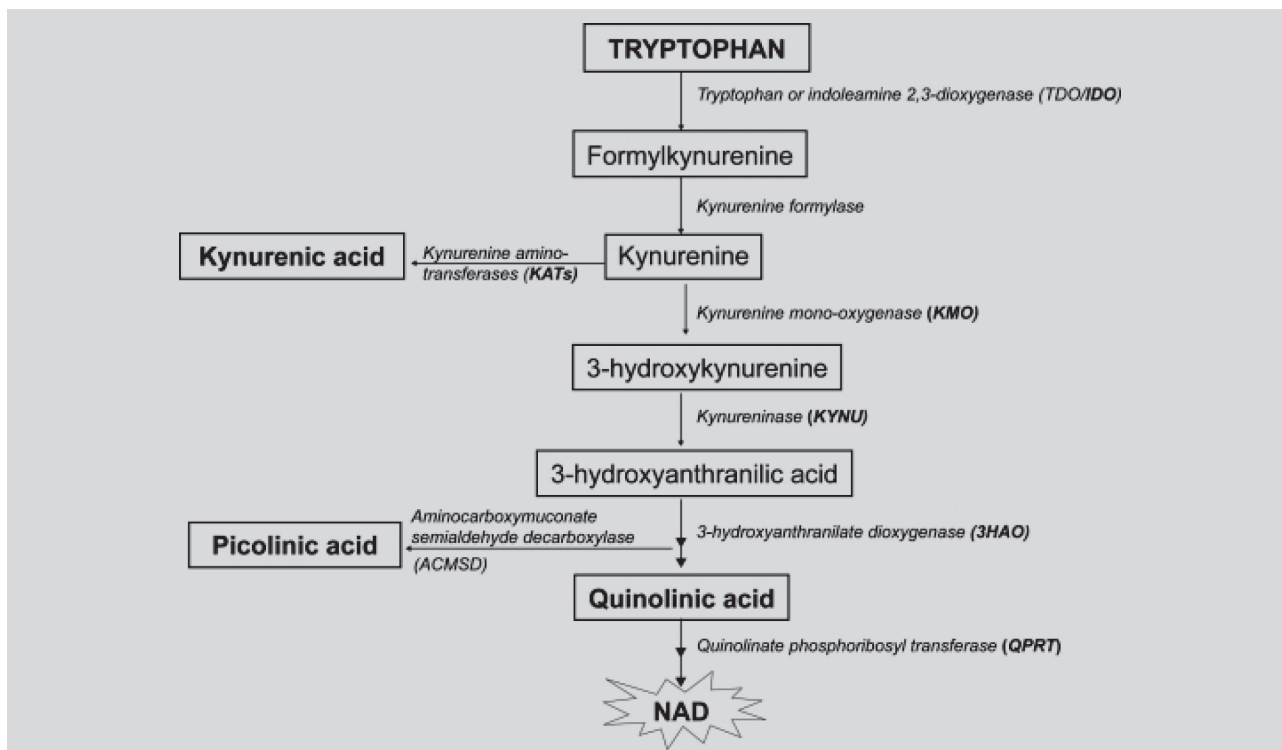 TRYPTOPHAN
Tryptophan or indoleamine 2,3-dioxygenase (TDO/IDO)
Formylkynurenine
Kynurenine formylase
Kynurenic acid
Kynurenine amino-
transferases (KATs)
Kynurenine
Kynurenine mono-oxygenase (KMO)
3-hydroxykynurenine
Kynureninase (KYNU)
3-hydroxyanthranilic acid
Aminocarboxymuconate
semialdehyde decarboxylase
(ACMSD)
3-hydroxyanthranilate dioxygenase (3HAO)
Picolinic acid
Quinolinic acid
Quinolinate phosphoribosyl transferase (QPRT)
NAD